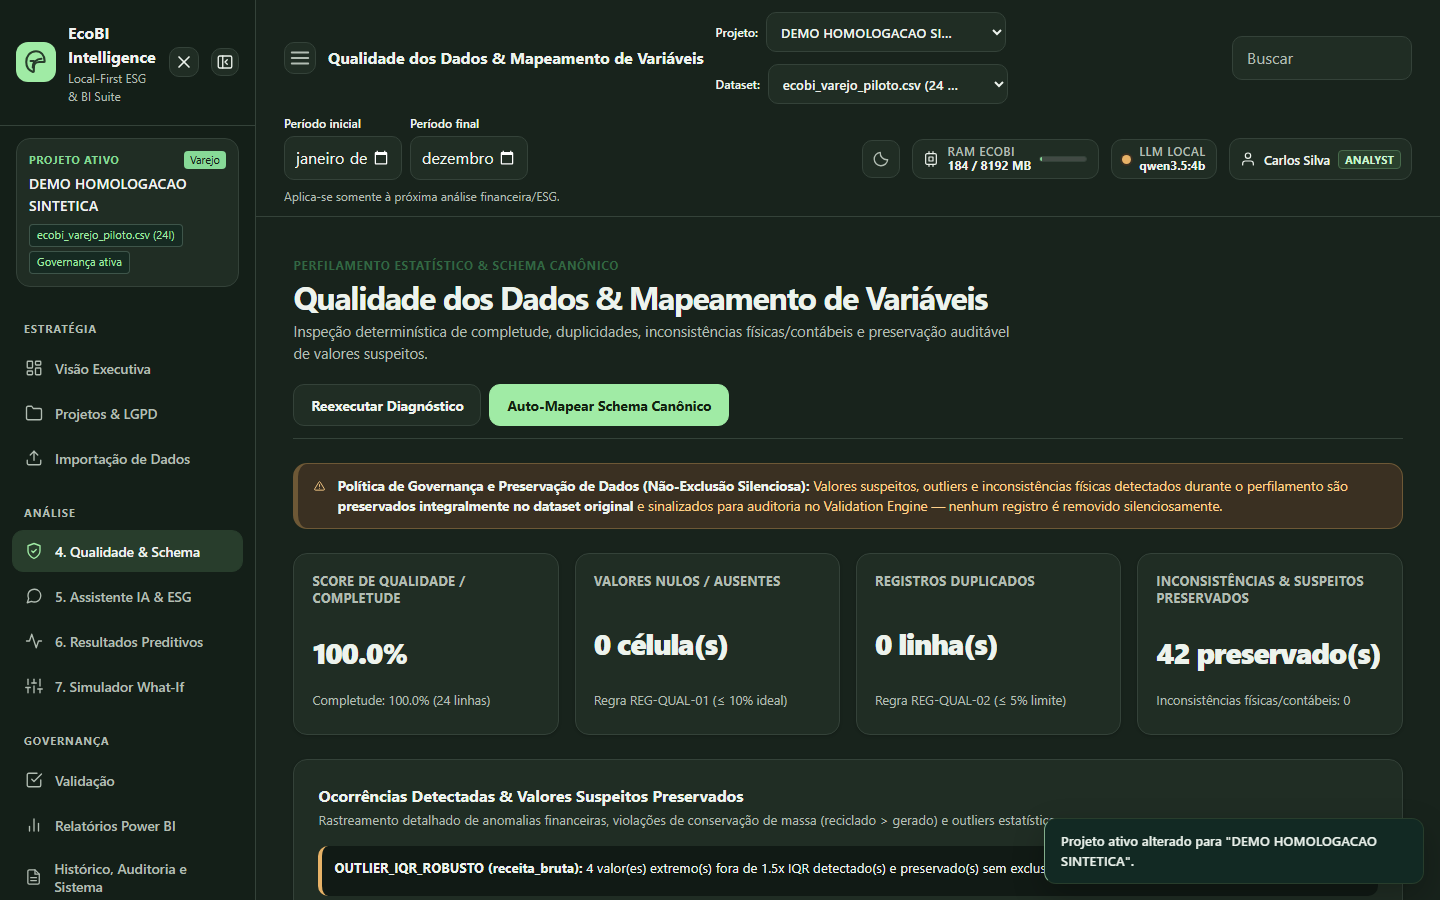 EcoBI
Intelligence
Local-First ESG
& BI Suite
PROJETO ATIVO
Varejo
DEMO HOMOLOGACAO
SINTETICA
ecobi_varejo_piloto.csv (24l)
Governança ativa
ESTRATÉGIA
Visão Executiva
Projetos & LGPD
Importação de Dados
ANÁLISE
4. Qualidade & Schema
5. Assistente IA & ESG
6. Resultados Preditivos
7. Simulador What-If
GOVERNANÇA
Validação
Relatórios Power BI
Histórico, Auditoria e
Sistema
Qualidade dos Dados & Mapeamento de Variáveis
Projeto: DEMO HOMOLOGACAO SI...
Dataset: ecobi_varejo_piloto.csv (24 ...
Buscar
Período inicial
Período final
janeiro de
dezembro
Aplica-se somente à próxima análise financeira/ESG.
RAM ECOBI
184 / 8192 MB
LLM LOCAL
qwen3.5:4b
Carlos Silva ANALYST
PERFILAMENTO ESTATÍSTICO & SCHEMA CANÔNICO
Qualidade dos Dados & Mapeamento de Variáveis
Inspeção determinística de completude, duplicidades, inconsistências físicas/contábeis e preservação auditável
de valores suspeitos.
Reexecutar Diagnóstico
Auto-Mapear Schema Canônico
Política de Governança e Preservação de Dados (Não-Exclusão Silenciosa): Valores suspeitos, outliers e inconsistências físicas detectados durante o perfilamento são
preservados integralmente no dataset original e sinalizados para auditoria no Validation Engine — nenhum registro é removido silenciosamente.
SCORE DE QUALIDADE /
COMPLETUDE
100.0%
Completude: 100.0% (24 linhas)
VALORES NULOS / AUSENTES
0 célula(s)
Regra REG-QUAL-01 (≤ 10% ideal)
REGISTROS DUPLICADOS
0 linha(s)
Regra REG-QUAL-02 (≤ 5% limite)
INCONSISTÊNCIAS & SUSPEITOS
PRESERVADOS
42 preservado(s)
Inconsistências físicas/contábeis: 0
Ocorrências Detectadas & Valores Suspeitos Preservados
Rastreamento detalhado de anomalias financeiras, violações de conservação de massa (reciclado > gerado) e outliers estatístic
OUTLIER_IQR_ROBUSTO (receita_bruta): 4 valor(es) extremo(s) fora de 1.5x IQR detectado(s) e preservado(s) sem exclus
Projeto ativo alterado para "DEMO HOMOLOGACAO
SINTETICA".